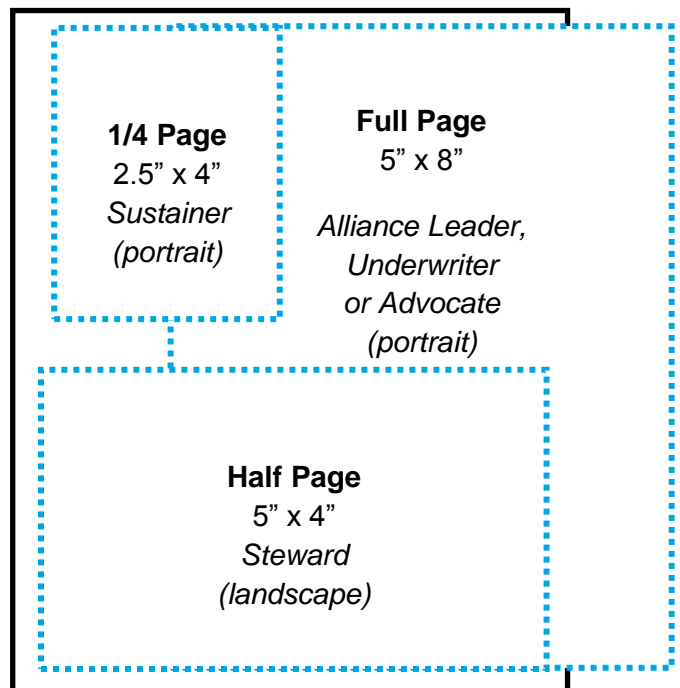 1/4 Page
2.5” x 4”
Sustainer
(portrait)
Full Page
5” x 8”
Alliance Leader,
Underwriter
or Advocate
(portrait)
Half Page
5” x 4”
Steward
(landscape)